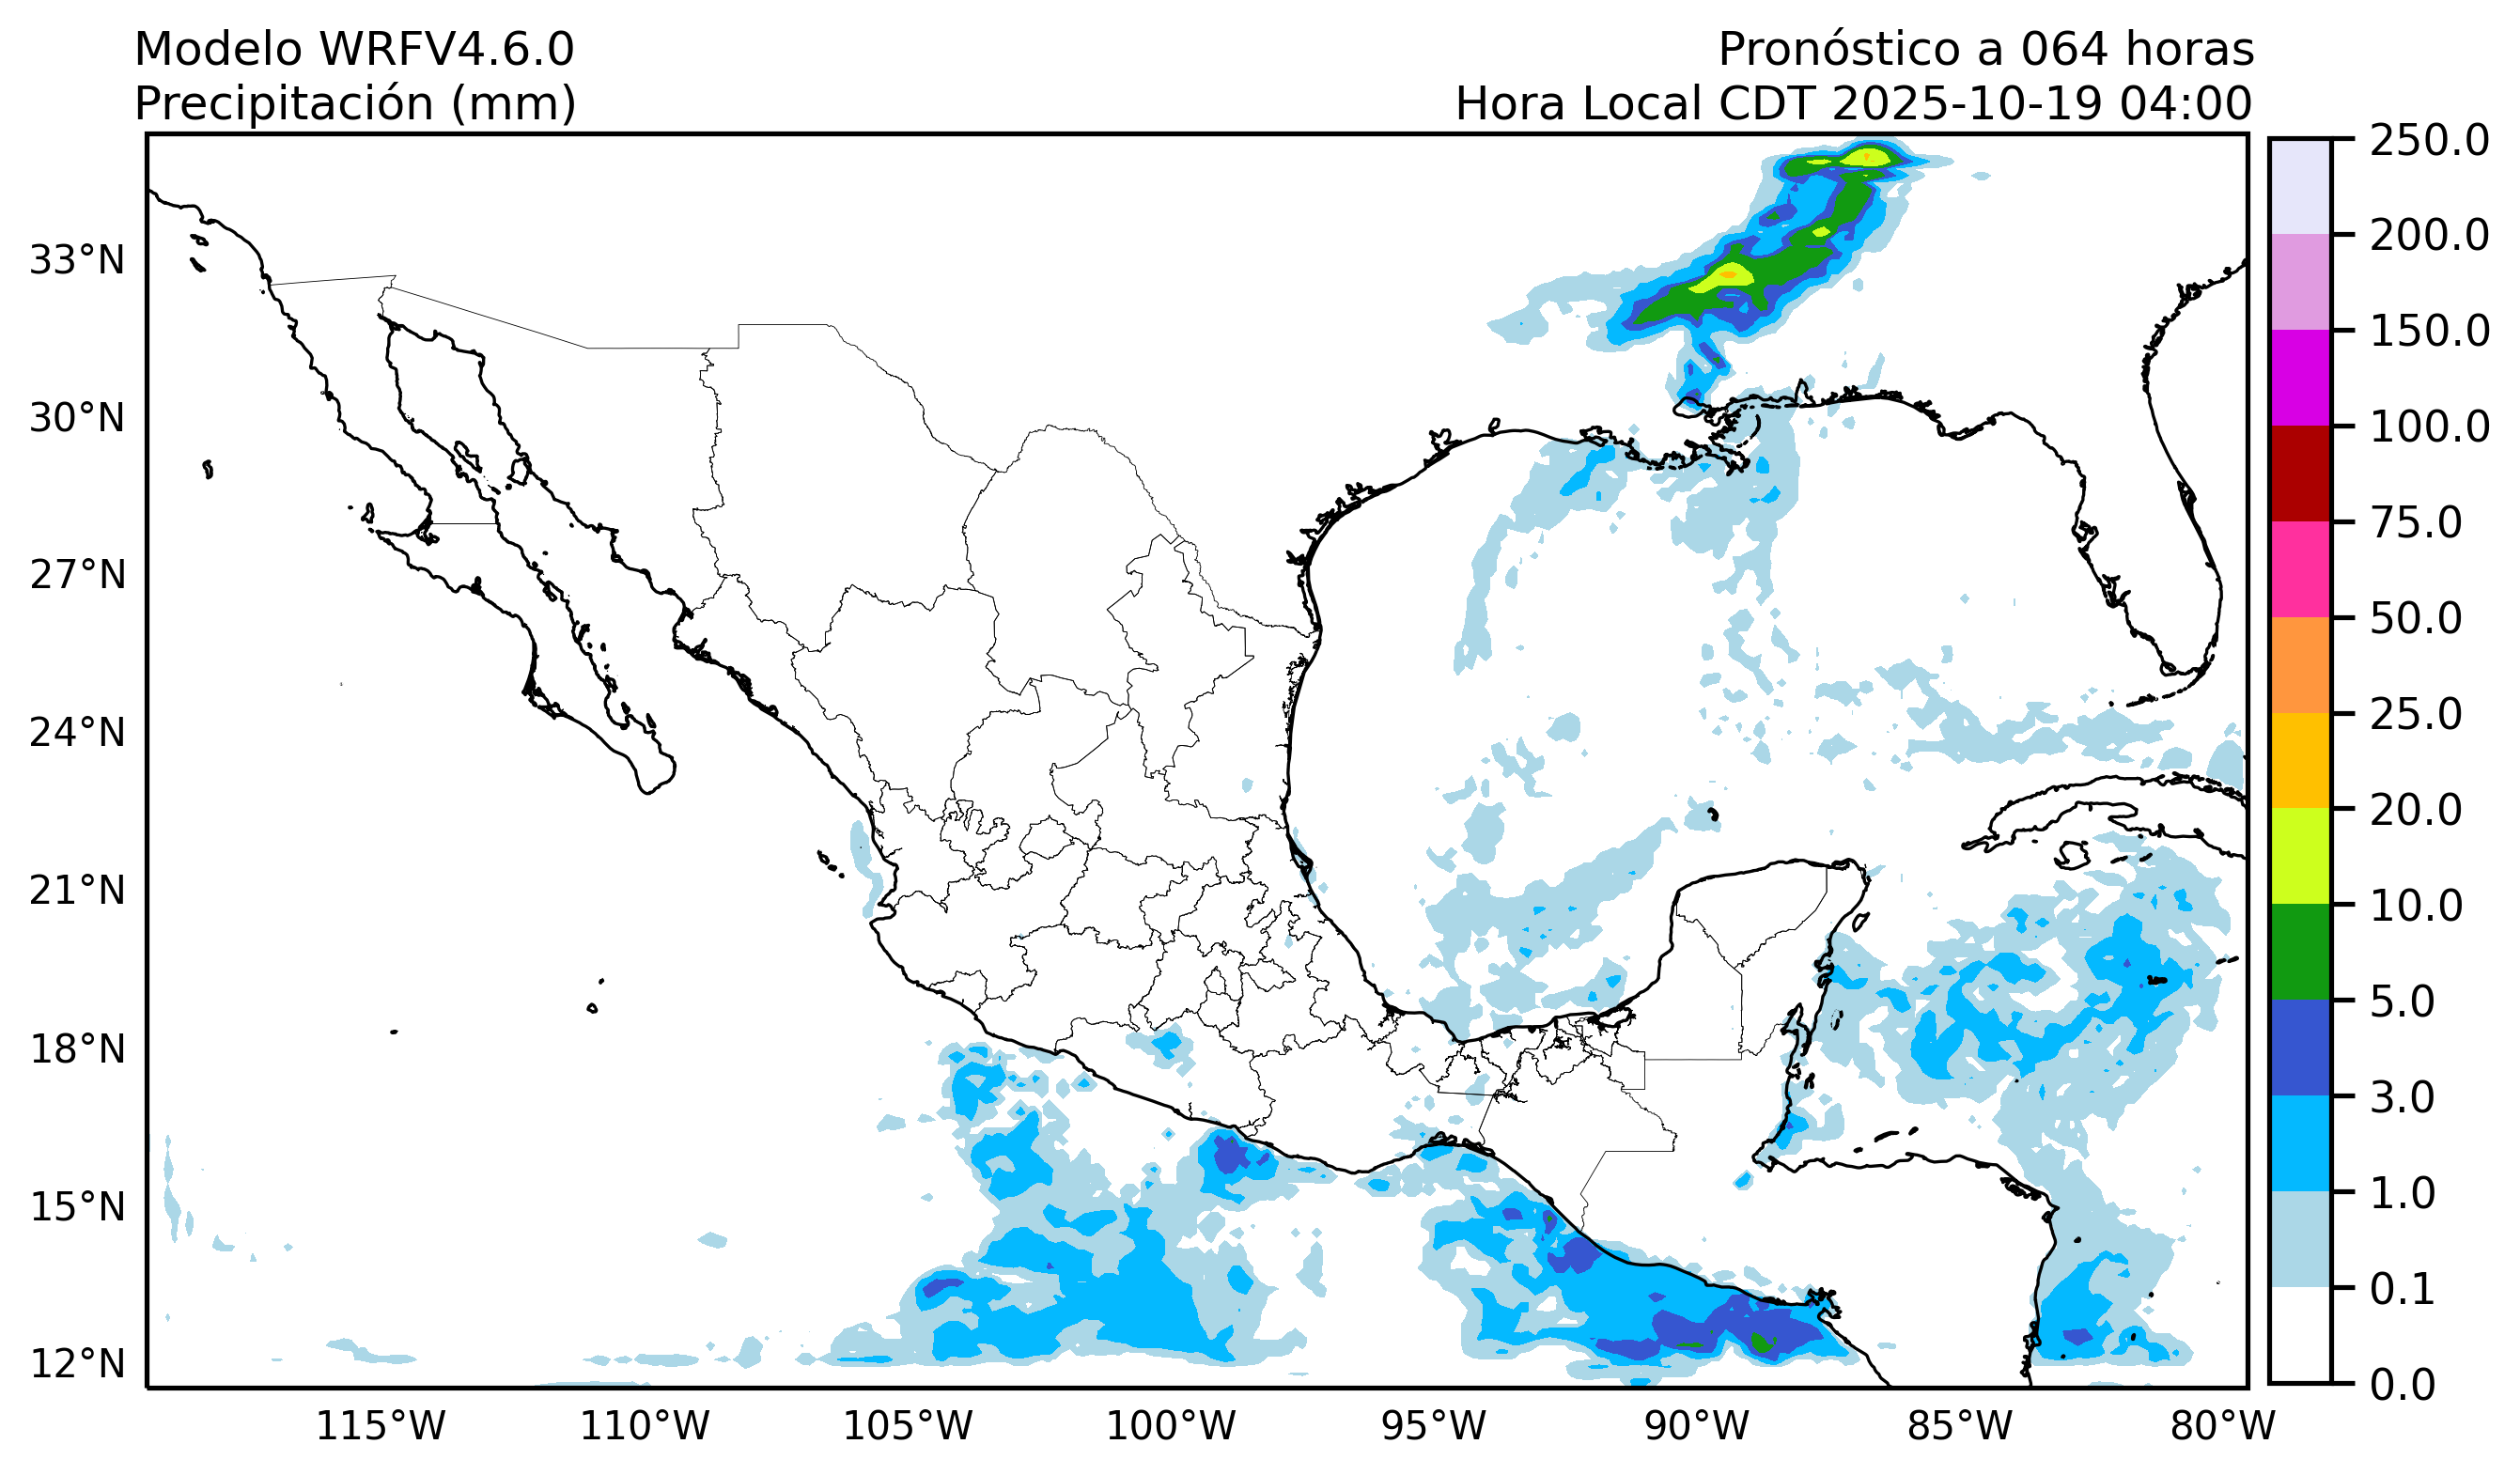 Modelo WRFV4.6.0
Precipitación (mm)
Pronóstico a 064 horas
Hora Local CDT 2025-10-19 04:00
33°N
30°N
27°N
24°N
21°N
18°N
15°N
12°N
115°W
110°W
105°W
100°W
95°W
90°W
85°W
80°W
250.0
200.0
150.0
100.0
75.0
50.0
25.0
20.0
10.0
5.0
3.0
1.0
0.1
0.0